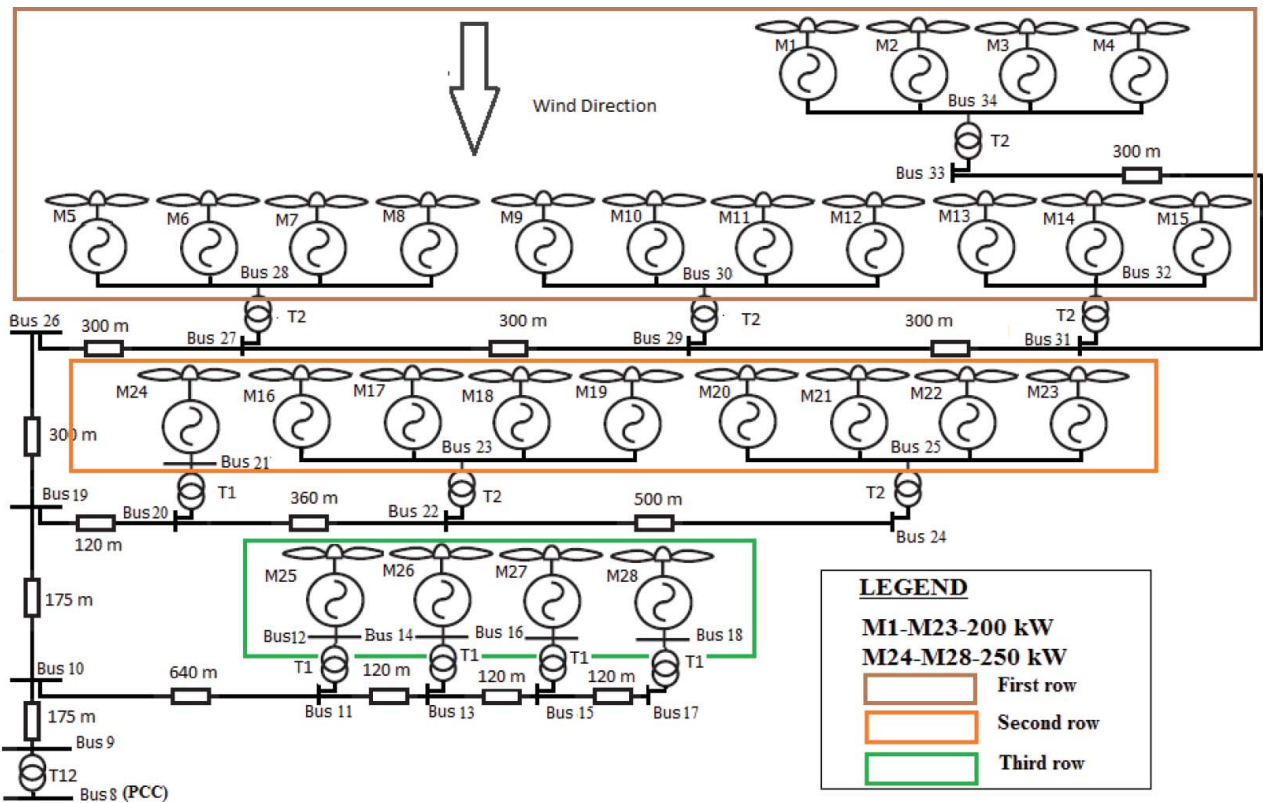 M1 M2 M3 M4
Wind Direction
Bus 34
T2
Bus 33
300 m
M5 M6 M7 M8 M9 M10 M11 M12 M13 M14 M15
Bus 28 Bus 30 Bus 32
T2 T2 T2
Bus 26
300 m Bus 27 300 m Bus 29 300 m Bus 31
M24 M16 M17 M18 M19 M20 M21 M22 M23
300 m
Bus 21 Bus 23 Bus 25
T1 T2 T2
Bus 19
120 m Bus 20 360 m Bus 22 500 m Bus 24
M25 M26 M27 M28
175 m
Bus12 Bus 14 Bus 16 Bus 18
T1 T1 T1 T1
Bus 10
640 m Bus 11 120 m Bus 13 120 m Bus 15 120 m Bus 17
175 m
Bus 9
T12
Bus 8 (PCC)
LEGEND
M1-M23-200 kW
M24-M28-250 kW
First row
Second row
Third row